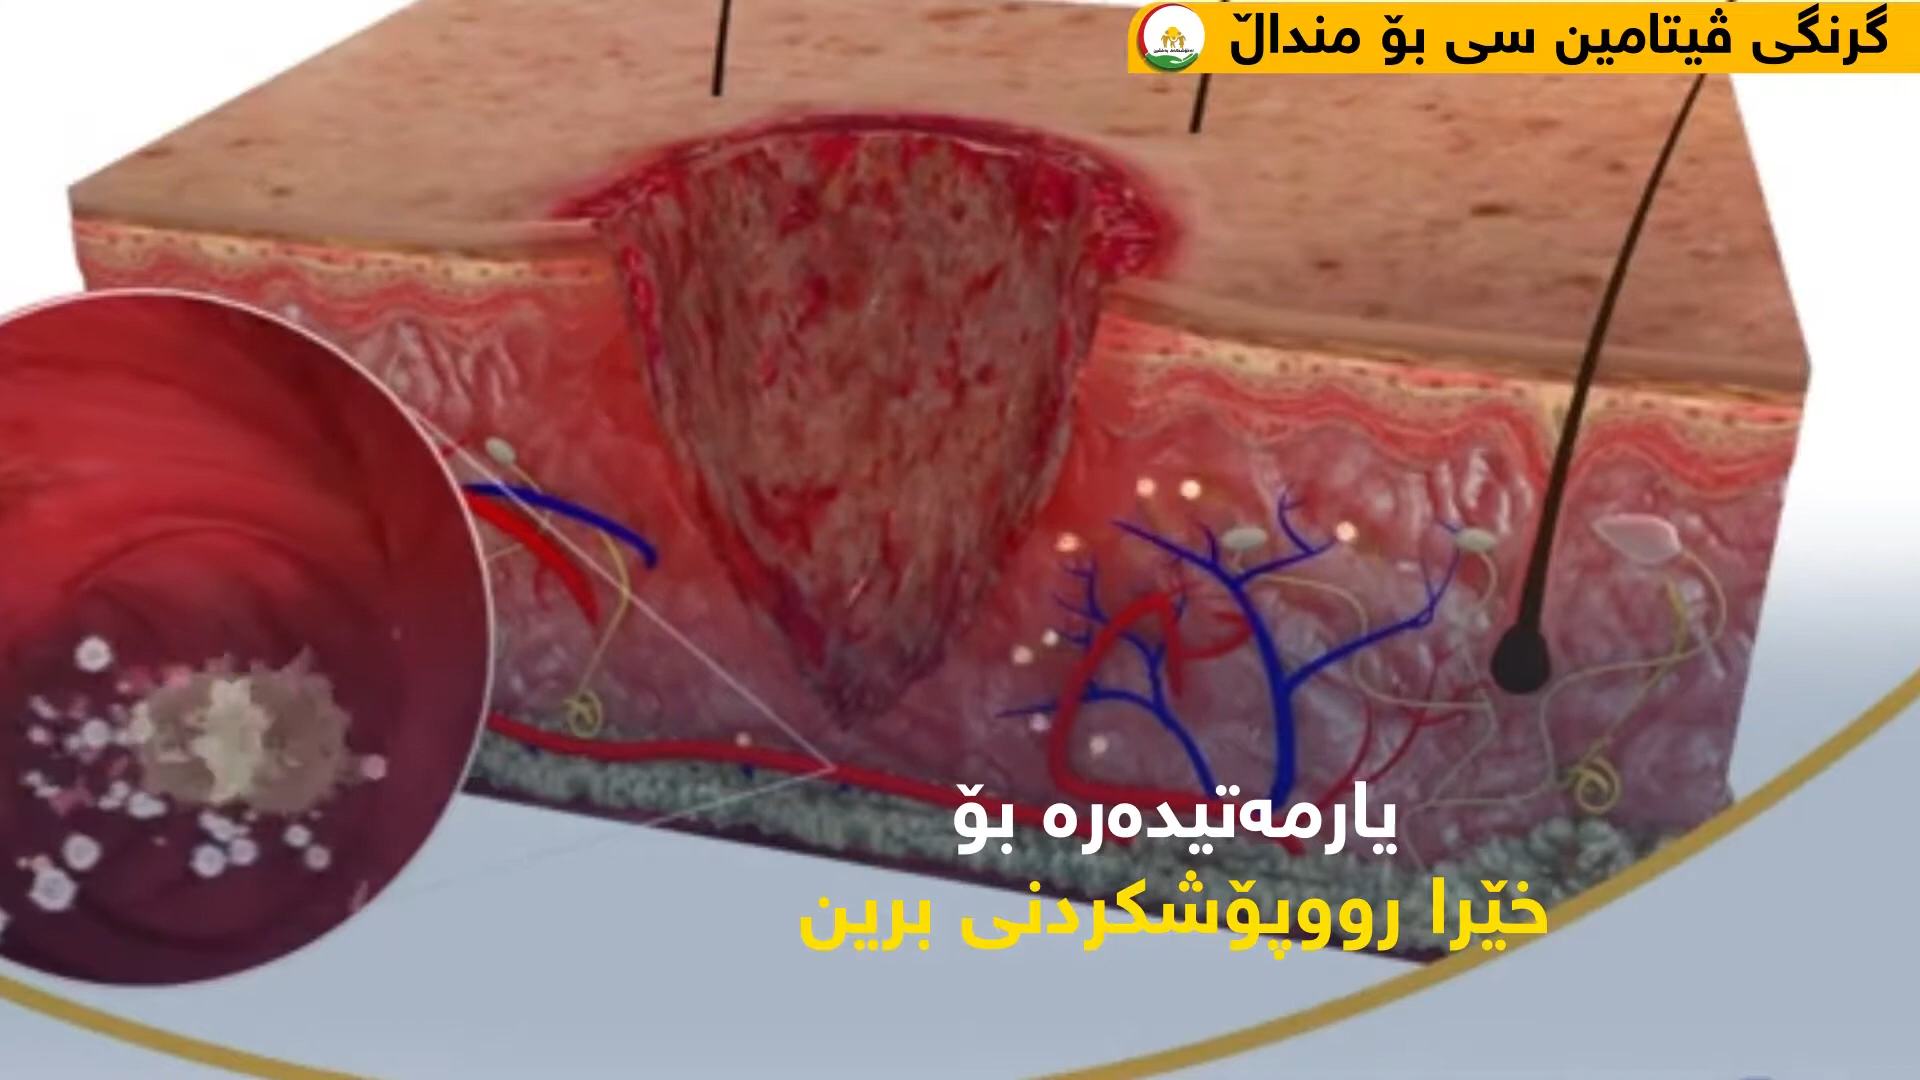 گرنگی ڤیتامین سی بۆ منداڵ
یارمەتیدەرە بۆ
خێرا رووپۆشکردنی برین